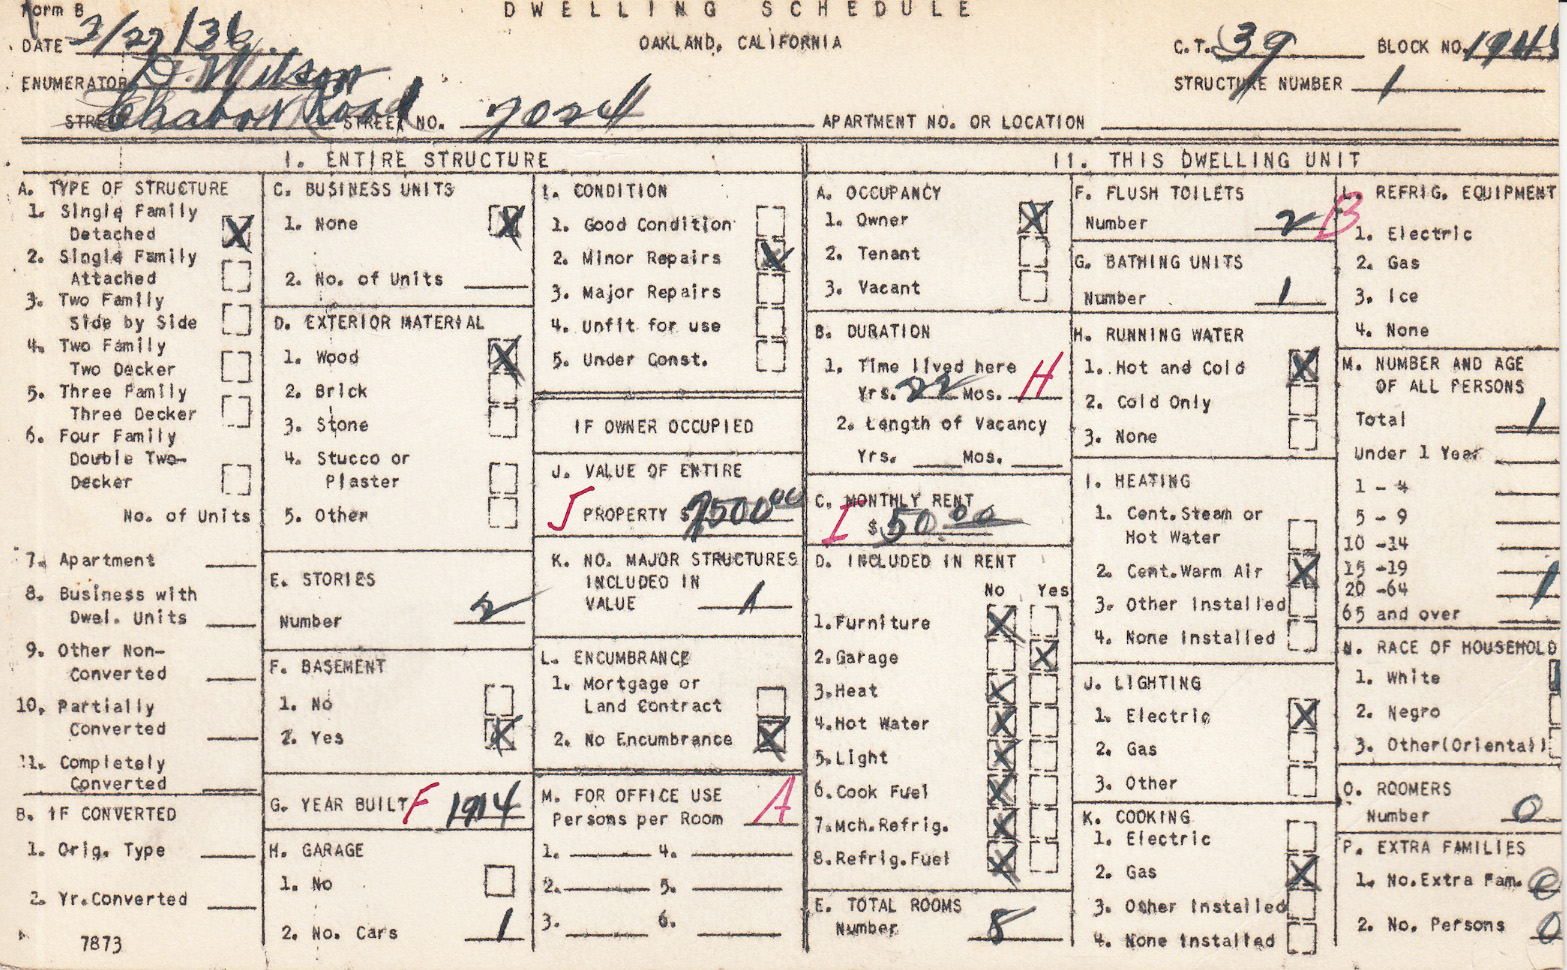 Form B
DWELLING SCHEDULE
DATE 3/27/36
OAKLAND, CALIFORNIA
C.T. 39 BLOCK NO. 1945
ENUMERATOR D. Wilson
STRUCTURE NUMBER 1
STREET Chabot Road STREET NO. 7024 APARTMENT NO. OR LOCATION
I. ENTIRE STRUCTURE
A. TYPE OF STRUCTURE
1. Single Family
Detached X
2. Single Family
Attached
3. Two Family
Side by Side
4. Two Family
Two Decker
5. Three Family
Three Decker
6. Four Family
Double Two-
Decker
No. of Units
7. Apartment
8. Business with
Dwel. Units
9. Other Non-
Converted
10. Partially
Converted
11. Completely
Converted
B. IF CONVERTED
1. Orig. Type
2. Yr. Converted
7873
C. BUSINESS UNITS
1. None X
2. No. of Units
D. EXTERIOR MATERIAL
1. Wood X
2. Brick
3. Stone
4. Stucco or
Plaster
5. Other
E. STORIES
Number 2
F. BASEMENT
1. No
2. Yes X
G. YEAR BUILT F 1914
H. GARAGE
1. No
2. No. Cars 1
I. CONDITION
1. Good Condition
2. Minor Repairs X
3. Major Repairs
4. Unfit for use
5. Under Const.
IF OWNER OCCUPIED
J. VALUE OF ENTIRE
J PROPERTY $ 7500.00
K. NO. MAJOR STRUCTURES
INCLUDED IN
VALUE 1
L. ENCUMBRANCE
1. Mortgage or
Land Contract
2. No Encumbrance X
M. FOR OFFICE USE A
Persons per Room
1. 4.
2. 5.
3. 6.
II. THIS DWELLING UNIT
A. OCCUPANCY
1. Owner X
2. Tenant
3. Vacant
B. DURATION
1. Time lived here
Yrs. 22 Mos. H
2. Length of Vacancy
Yrs. Mos.
C. MONTHLY RENT
I $ 50.00
D. INCLUDED IN RENT
No Yes
1. Furniture X
2. Garage X
3. Heat X
4. Hot Water X
5. Light X
6. Cook Fuel X
7. Mch. Refrig. X
8. Refrig. Fuel X
E. TOTAL ROOMS
Number 8
F. FLUSH TOILETS
Number 2 B
G. BATHING UNITS
Number 1
H. RUNNING WATER
1. Hot and Cold X
2. Cold Only
3. None
I. HEATING
1. Cent. Steam or
Hot Water
2. Cent. Warm Air X
3. Other Installed
4. None Installed
J. LIGHTING
1. Electric X
2. Gas
3. Other
K. COOKING
1. Electric
2. Gas X
3. Other Installed
4. None Installed
L. REFRIG. EQUIPMENT
1. Electric
2. Gas
3. Ice
4. None
M. NUMBER AND AGE
OF ALL PERSONS
Total 1
Under 1 Year
1 - 4
5 - 9
10 -14
15 -19
20 -64 1
65 and over
N. RACE OF HOUSEHOLD
1. White
2. Negro
3. Other (Oriental)
O. ROOMERS
Number 0
P. EXTRA FAMILIES
1. No. Extra Fam. 0
2. No. Persons 0